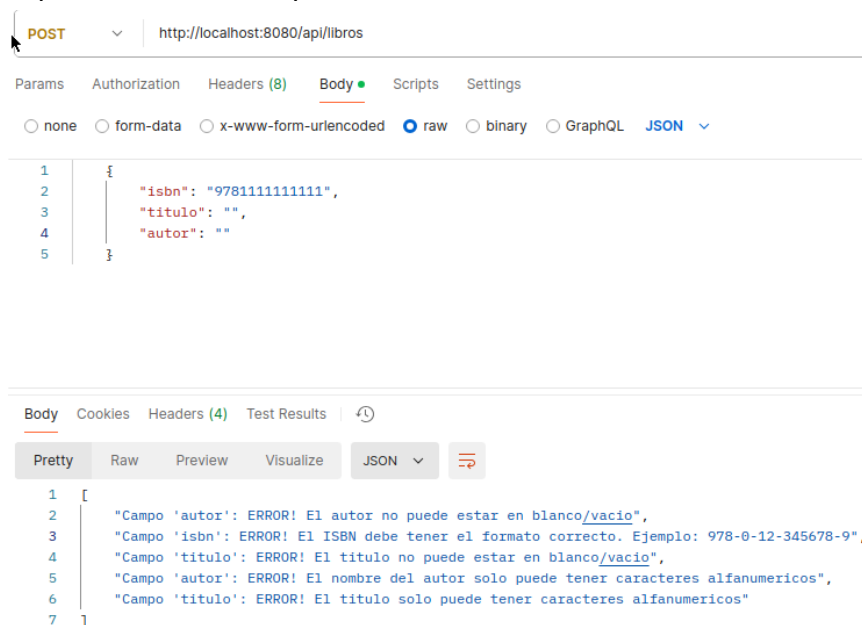 POST http://localhost:8080/api/libros
Params Authorization Headers (8) Body Scripts Settings
none form-data x-www-form-urlencoded raw binary GraphQL JSON
1 {
2 "isbn": "9781111111111",
3 "titulo": "",
4 "autor": ""
5 }
Body Cookies Headers (4) Test Results
Pretty Raw Preview Visualize JSON
1 [
2 "Campo 'autor': ERROR! El autor no puede estar en blanco/vacio",
3 "Campo 'isbn': ERROR! El ISBN debe tener el formato correcto. Ejemplo: 978-0-12-345678-9",
4 "Campo 'titulo': ERROR! El titulo no puede estar en blanco/vacio",
5 "Campo 'autor': ERROR! El nombre del autor solo puede tener caracteres alfanumericos",
6 "Campo 'titulo': ERROR! El titulo solo puede tener caracteres alfanumericos"
7 ]